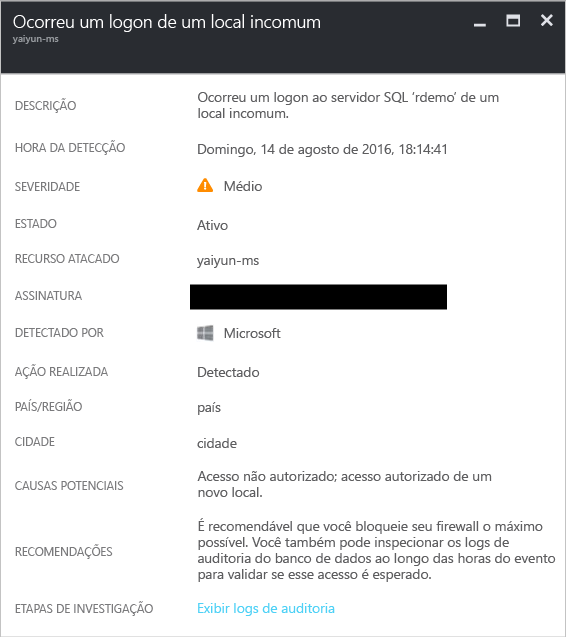 Ocorreu um logon de um local incomum
yaiyun-ms
DESCRIÇÃO
Ocorreu um logon ao servidor SQL ‘rdemo’ de um
local incomum.
HORA DA DETECÇÃO
Domingo, 14 de agosto de 2016, 18:14:41
SEVERIDADE
Médio
ESTADO
Ativo
RECURSO ATACADO
yaiyun-ms
ASSINATURA
DETECTADO POR
Microsoft
AÇÃO REALIZADA
Detectado
PAÍS/REGIÃO
país
CIDADE
cidade
CAUSAS POTENCIAIS
Acesso não autorizado; acesso autorizado de um
novo local.
RECOMENDAÇÕES
É recomendável que você bloqueie seu firewall o máximo
possível. Você também pode inspecionar os logs de
auditoria do banco de dados ao longo das horas do evento
para validar se esse acesso é esperado.
ETAPAS DE INVESTIGAÇÃO
Exibir logs de auditoria